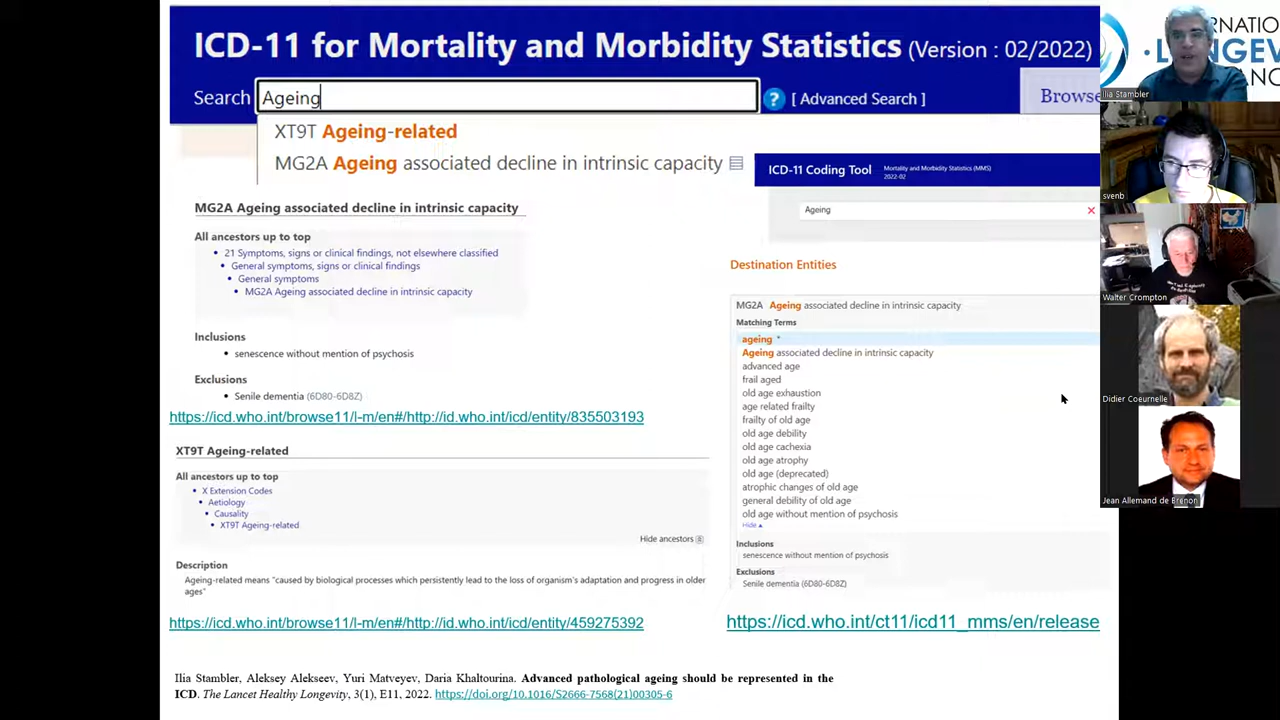 ICD-11 for Mortality and Morbidity Statistics (Version : 02/2022)
Search Ageing ? [ Advanced Search ] Browse
XT9T Ageing-related
MG2A Ageing associated decline in intrinsic capacity
MG2A Ageing associated decline in intrinsic capacity
All ancestors up to top
• 21 Symptoms, signs or clinical findings, not elsewhere classified
• General symptoms, signs or clinical findings
• General symptoms
• MG2A Ageing associated decline in intrinsic capacity
Inclusions
• senescence without mention of psychosis
Exclusions
• Senile dementia (6D80-6D8Z)
https://icd.who.int/browse11/l-m/en#/http://id.who.int/icd/entity/835503193
XT9T Ageing-related
All ancestors up to top
• X Extension Codes
• Aetiology
• Causality
• XT9T Ageing-related
Hide ancestors
Description
Ageing-related means "caused by biological processes which persistently lead to the loss of organism's adaptation and progress in older
ages"
https://icd.who.int/browse11/l-m/en#/http://id.who.int/icd/entity/459275392
ICD-11 Coding Tool
Mortality and Morbidity Statistics (MMS)
2022-02
Ageing
Destination Entities
MG2A Ageing associated decline in intrinsic capacity
Matching Terms
ageing *
Ageing associated decline in intrinsic capacity
advanced age
frail aged
old age exhaustion
age related frailty
frailty of old age
old age debility
old age cachexia
old age atrophy
old age (deprecated)
atrophic changes of old age
general debility of old age
old age without mention of psychosis
Hide
Inclusions
senescence without mention of psychosis
Exclusions
Senile dementia (6D80-6D8Z)
https://icd.who.int/ct11/icd11_mms/en/release
Ilia Stambler, Aleksey Alekseev, Yuri Matveyev, Daria Khaltourina. Advanced pathological ageing should be represented in the
ICD. The Lancet Healthy Longevity, 3(1), E11, 2022. https://doi.org/10.1016/S2666-7568(21)00305-6
Ilia Stambler
svenb
Walter Crompton
Didier Coeurnelle
Jean Allemand de Brenon